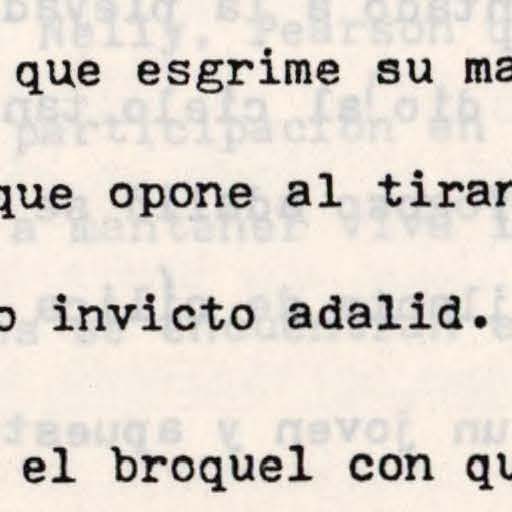 que esgrime su ma
que opone al tiran
o invicto adalid.
el broquel con qu